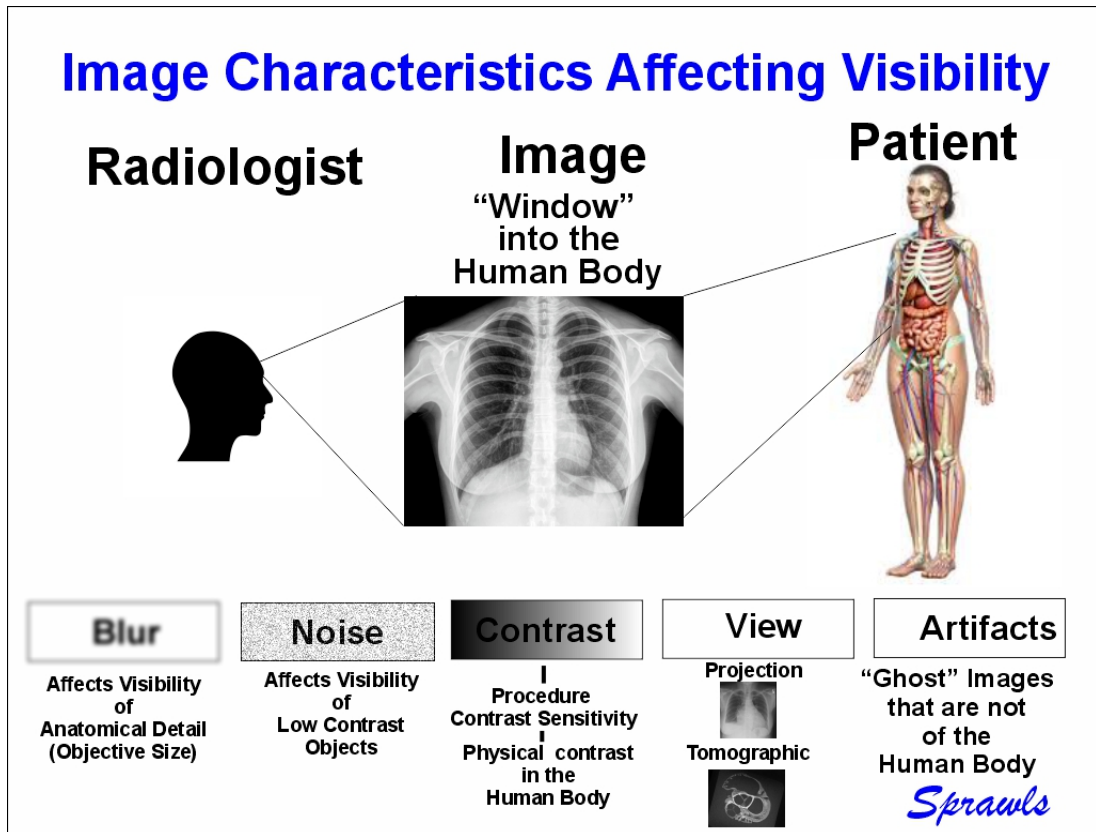 Image Characteristics Affecting Visibility
Radiologist
Image
Patient
“Window”
into the
Human Body
Blur
Affects Visibility
of
Anatomical Detail
(Objective Size)
Noise
Affects Visibility
of
Low Contrast
Objects
Contrast
Procedure
Contrast Sensitivity
Physical contrast
in the
Human Body
View
Projection
Tomographic
Artifacts
“Ghost” Images
that are not
of the
Human Body
Sprawls